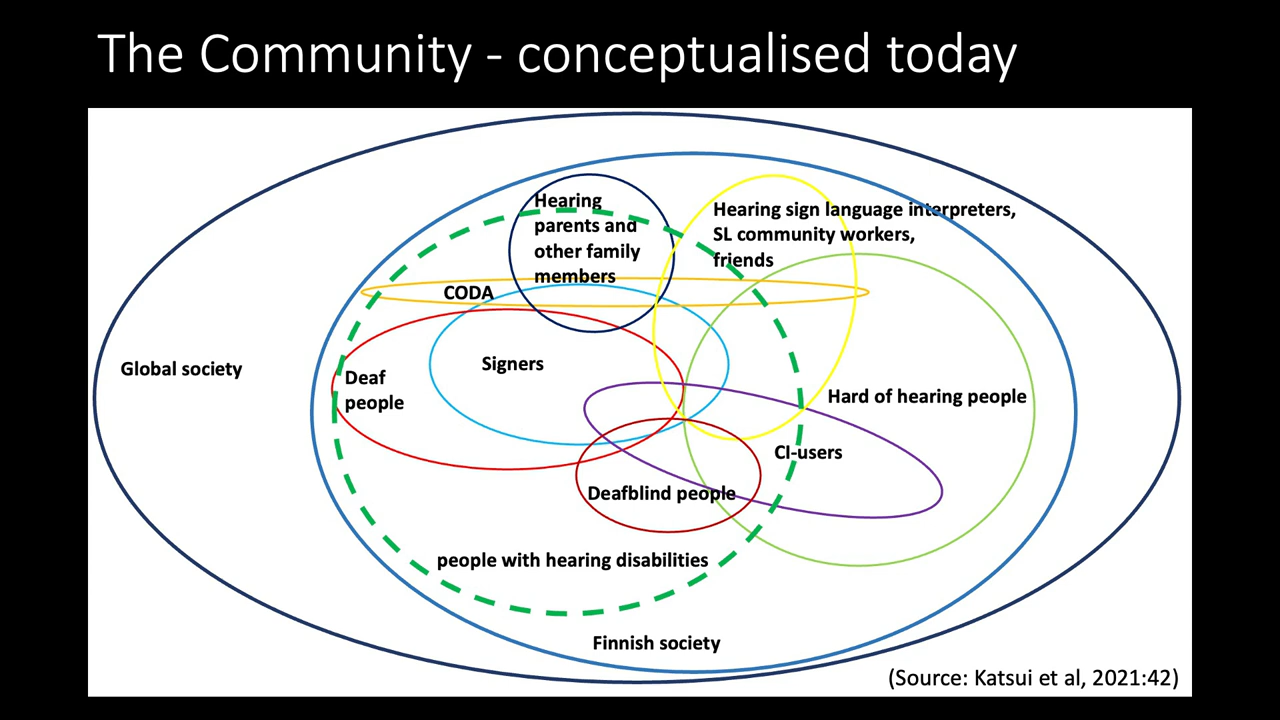 The Community - conceptualised today
Hearing
parents and
other family
members
Hearing sign language interpreters,
SL community workers,
friends
CODA
Signers
Global society
Deaf
people
Hard of hearing people
CI-users
Deafblind people
people with hearing disabilities
Finnish society
(Source: Katsui et al, 2021:42)